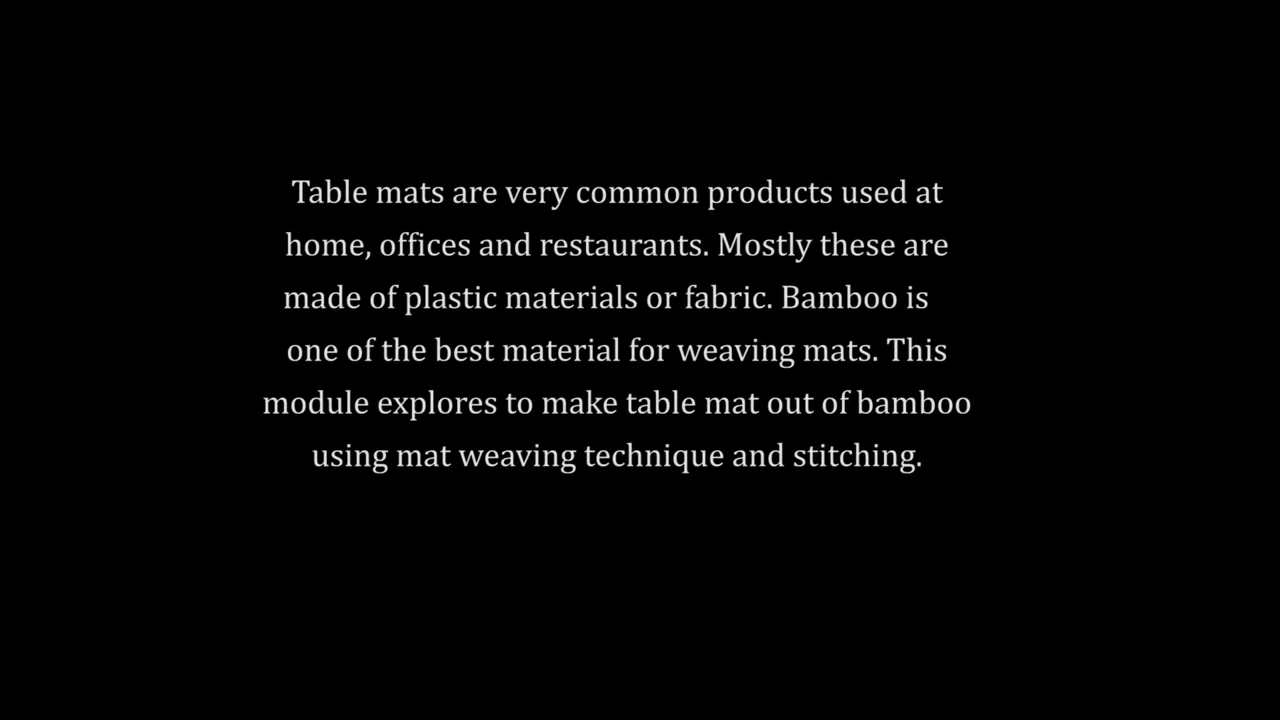 Table mats are very common products used at
home, offices and restaurants. Mostly these are
made of plastic materials or fabric. Bamboo is
one of the best material for weaving mats. This
module explores to make table mat out of bamboo
using mat weaving technique and stitching.